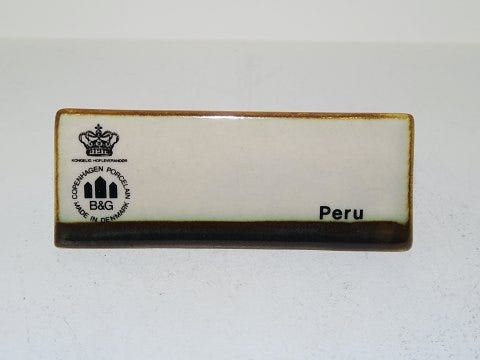 KONGELIG HOFLEVERANDØR
COPENHAGEN PORCELAIN
B&G
MADE IN DENMARK
Peru